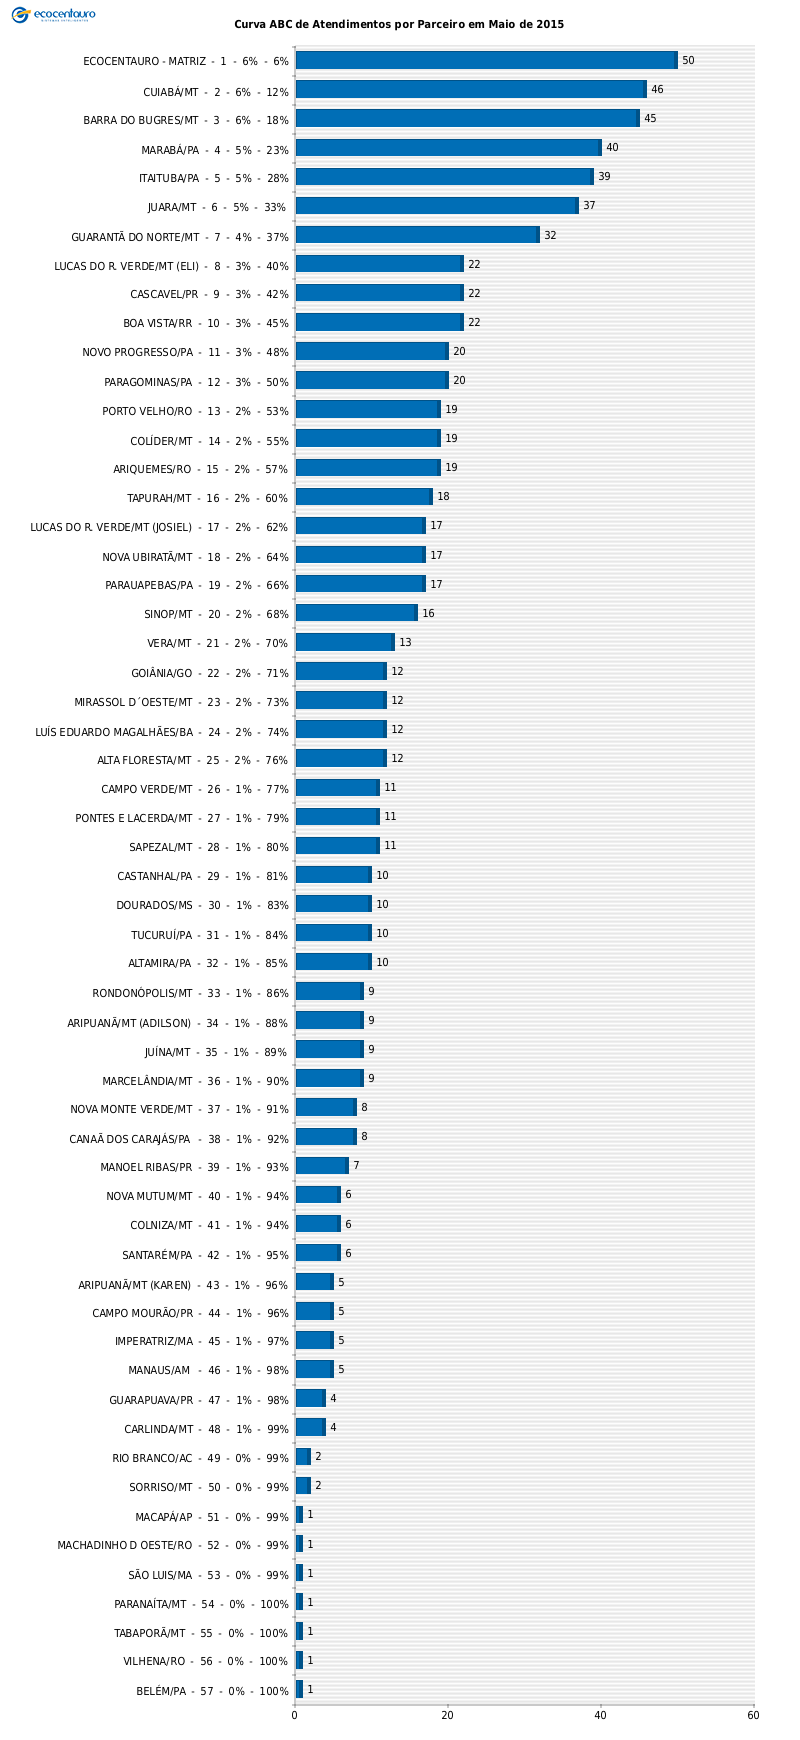 ecocentauro
Curva ABC de Atendimentos por Parceiro em Maio de 2015
ECOCENTAURO - MATRIZ - 1 - 6% - 6% 50
CUIABÁ/MT - 2 - 6% - 12% 46
BARRA DO BUGRES/MT - 3 - 6% - 18% 45
MARABÁ/PA - 4 - 5% - 23% 40
ITAITUBA/PA - 5 - 5% - 28% 39
JUARA/MT - 6 - 5% - 33% 37
GUARANTÃ DO NORTE/MT - 7 - 4% - 37% 32
LUCAS DO R. VERDE/MT (ELI) - 8 - 3% - 40% 22
CASCAVEL/PR - 9 - 3% - 42% 22
BOA VISTA/RR - 10 - 3% - 45% 22
NOVO PROGRESSO/PA - 11 - 3% - 48% 20
PARAGOMINAS/PA - 12 - 3% - 50% 20
PORTO VELHO/RO - 13 - 2% - 53% 19
COLÍDER/MT - 14 - 2% - 55% 19
ARIQUEMES/RO - 15 - 2% - 57% 19
TAPURAH/MT - 16 - 2% - 60% 18
LUCAS DO R. VERDE/MT (JOSIEL) - 17 - 2% - 62% 17
NOVA UBIRATÃ/MT - 18 - 2% - 64% 17
PARAUAPEBAS/PA - 19 - 2% - 66% 17
SINOP/MT - 20 - 2% - 68% 16
VERA/MT - 21 - 2% - 70% 13
GOIÂNIA/GO - 22 - 2% - 71% 12
MIRASSOL D´OESTE/MT - 23 - 2% - 73% 12
LUÍS EDUARDO MAGALHÃES/BA - 24 - 2% - 74% 12
ALTA FLORESTA/MT - 25 - 2% - 76% 12
CAMPO VERDE/MT - 26 - 1% - 77% 11
PONTES E LACERDA/MT - 27 - 1% - 79% 11
SAPEZAL/MT - 28 - 1% - 80% 11
CASTANHAL/PA - 29 - 1% - 81% 10
DOURADOS/MS - 30 - 1% - 83% 10
TUCURUÍ/PA - 31 - 1% - 84% 10
ALTAMIRA/PA - 32 - 1% - 85% 10
RONDONÓPOLIS/MT - 33 - 1% - 86% 9
ARIPUANÃ/MT (ADILSON) - 34 - 1% - 88% 9
JUÍNA/MT - 35 - 1% - 89% 9
MARCELÂNDIA/MT - 36 - 1% - 90% 9
NOVA MONTE VERDE/MT - 37 - 1% - 91% 8
CANAÃ DOS CARAJÁS/PA - 38 - 1% - 92% 8
MANOEL RIBAS/PR - 39 - 1% - 93% 7
NOVA MUTUM/MT - 40 - 1% - 94% 6
COLNIZA/MT - 41 - 1% - 94% 6
SANTARÉM/PA - 42 - 1% - 95% 6
ARIPUANÃ/MT (KAREN) - 43 - 1% - 96% 5
CAMPO MOURÃO/PR - 44 - 1% - 96% 5
IMPERATRIZ/MA - 45 - 1% - 97% 5
MANAUS/AM - 46 - 1% - 98% 5
GUARAPUAVA/PR - 47 - 1% - 98% 4
CARLINDA/MT - 48 - 1% - 99% 4
RIO BRANCO/AC - 49 - 0% - 99% 2
SORRISO/MT - 50 - 0% - 99% 2
MACAPÁ/AP - 51 - 0% - 99% 1
MACHADINHO D OESTE/RO - 52 - 0% - 99% 1
SÃO LUIS/MA - 53 - 0% - 99% 1
PARANAÍTA/MT - 54 - 0% - 100% 1
TABAPORÃ/MT - 55 - 0% - 100% 1
VILHENA/RO - 56 - 0% - 100% 1
BELÉM/PA - 57 - 0% - 100% 1
0 20 40 60